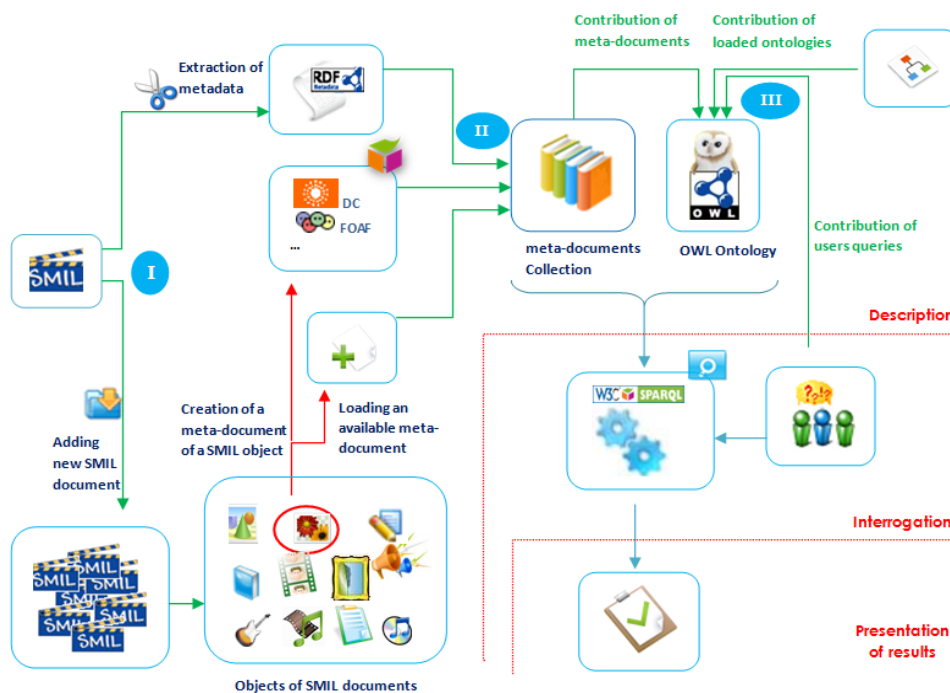 Contribution of
meta-documents
Contribution of
loaded ontologies
Extraction of
metadata
RDF
Metadata
II
III
DC
FOAF
...
OWL
Contribution of
users queries
meta-documents
Collection
OWL Ontology
SMIL
I
Description
W3C SPARQL
??!?
Creation of a
meta-document
of a SMIL object
Loading an
available meta-
document
Adding
new SMIL
document
Interrogation
SMIL
SMIL
SMIL
SMIL
SMIL
SMIL
SMIL
Presentation
of results
Objects of SMIL documents